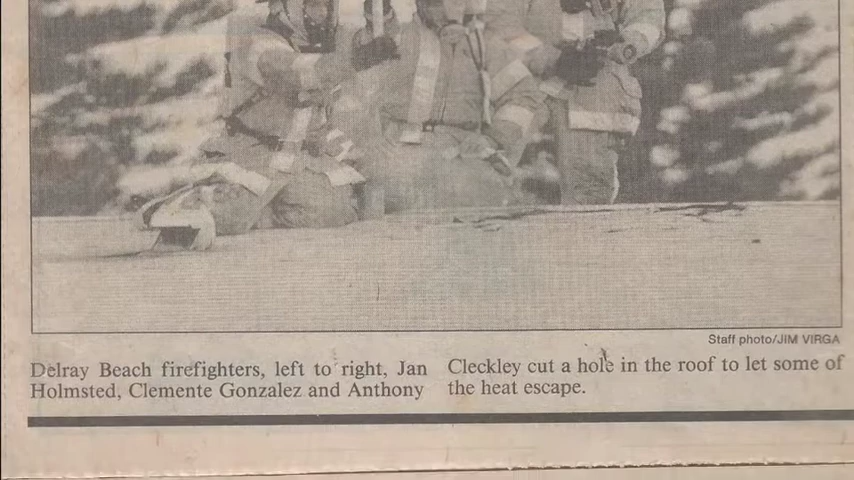 Staff photo/JIM VIRGA
Delray Beach firefighters, left to right, Jan
Holmsted, Clemente Gonzalez and Anthony
Cleckley cut a hole in the roof to let some of
the heat escape.